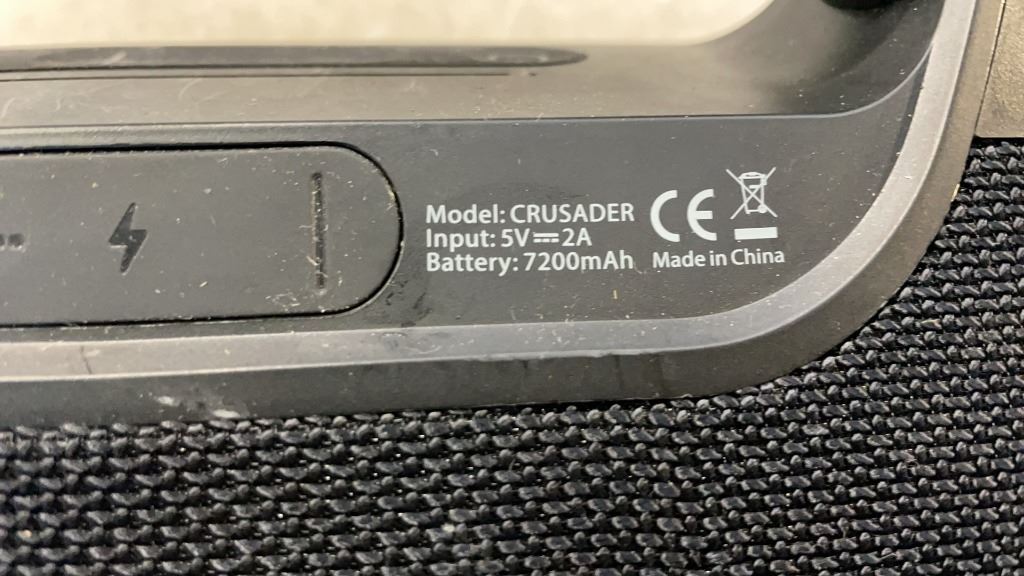 Model: CRUSADER
Input: 5V⎓2A
Battery: 7200mAh
CE
Made in China